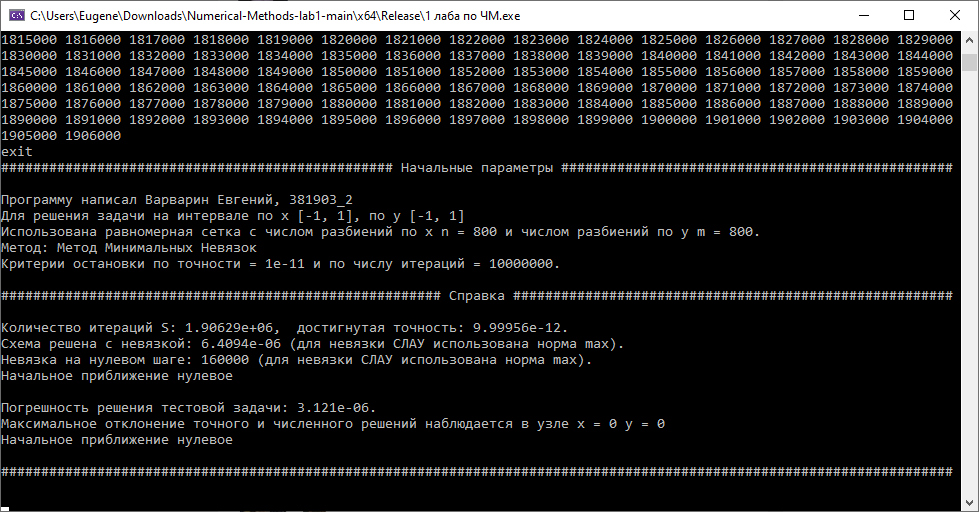 C:\Users\Eugene\Downloads\Numerical-Methods-lab1-main\x64\Release\1 лаба по ЧМ.exe
1815000 1816000 1817000 1818000 1819000 1820000 1821000 1822000 1823000 1824000 1825000 1826000 1827000 1828000 1829000
1830000 1831000 1832000 1833000 1834000 1835000 1836000 1837000 1838000 1839000 1840000 1841000 1842000 1843000 1844000
1845000 1846000 1847000 1848000 1849000 1850000 1851000 1852000 1853000 1854000 1855000 1856000 1857000 1858000 1859000
1860000 1861000 1862000 1863000 1864000 1865000 1866000 1867000 1868000 1869000 1870000 1871000 1872000 1873000 1874000
1875000 1876000 1877000 1878000 1879000 1880000 1881000 1882000 1883000 1884000 1885000 1886000 1887000 1888000 1889000
1890000 1891000 1892000 1893000 1894000 1895000 1896000 1897000 1898000 1899000 1900000 1901000 1902000 1903000 1904000
1905000 1906000
exit
################################################# Начальные параметры #################################################
Программу написал Варварин Евгений, 381903_2
Для решения задачи на интервале по x [-1, 1], по y [-1, 1]
Использована равномерная сетка с числом разбиений по x n = 800 и числом разбиений по y m = 800.
Метод: Метод Минимальных Невязок
Критерии остановки по точности = 1e-11 и по числу итераций = 10000000.
####################################################### Справка #######################################################
Количество итераций S: 1.90629e+06,  достигнутая точность: 9.99956e-12.
Схема решена с невязкой: 6.4094e-06 (для невязки СЛАУ использована норма max).
Невязка на нулевом шаге: 160000 (для невязки СЛАУ использована норма max).
Начальное приближение нулевое
Погрешность решения тестовой задачи: 3.121e-06.
Максимальное отклонение точного и численного решений наблюдается в узле x = 0 y = 0
Начальное приближение нулевое
#######################################################################################################################